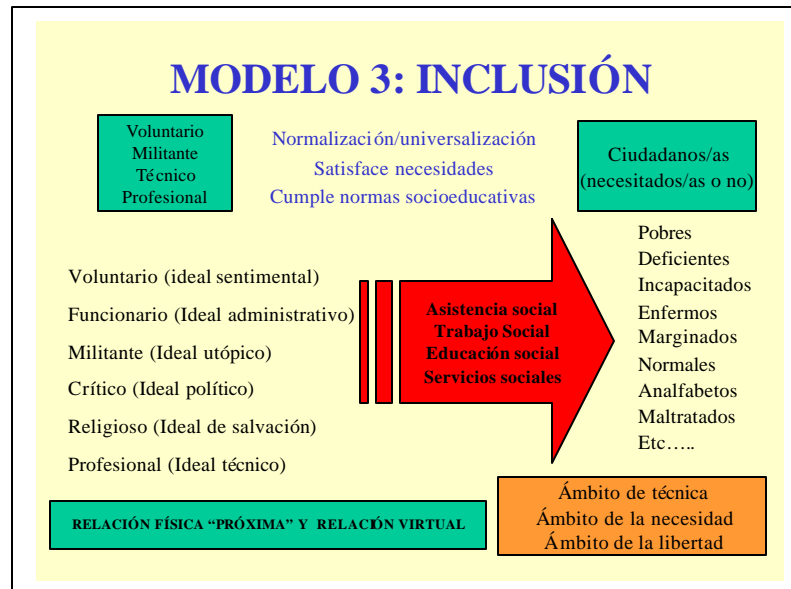 MODELO 3: INCLUSIÓN
Voluntario
Militante
Técnico
Profesional
Normalización/universalización
Satisface necesidades
Cumple normas socioeducativas
Ciudadanos/as
(necesitados/as o no)
Voluntario (ideal sentimental)
Funcionario (Ideal administrativo)
Militante (Ideal utópico)
Crítico (Ideal político)
Religioso (Ideal de salvación)
Profesional (Ideal técnico)
Asistencia social
Trabajo Social
Educación social
Servicios sociales
Pobres
Deficientes
Incapacitados
Enfermos
Marginados
Normales
Analfabetos
Maltratados
Etc…..
RELACIÓN FÍSICA “PRÓXIMA” Y RELACIÓN VIRTUAL
Ámbito de técnica
Ámbito de la necesidad
Ámbito de la libertad